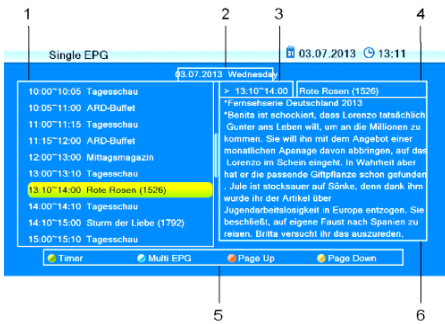 1 2 3 4
Single EPG 03.07.2013 13:11
03.07.2013 Wednesday
10:00~10:05 Tagesschau
10:05~11:00 ARD-Buffet
11:00~11:15 Tagesschau
11:15~12:00 ARD-Buffet
12:00~13:00 Mittagsmagazin
13:00~13:10 Tagesschau
13:10~14:00 Rote Rosen (1526)
14:00~14:10 Tagesschau
14:10~15:00 Sturm der Liebe (1792)
15:00~15:10 Tagesschau
> 13:10~14:00 Rote Rosen (1526)
*Fernsehserie Deutschland 2013
*Benita ist schockiert, dass Lorenzo tatsächlich
Gunter ans Leben will, um an die Millionen zu
kommen. Sie will ihn mit dem Angebot einer
monatlichen Apanage davon abbringen, auf das
Lorenzo im Schein eingeht. In Wahrheit aber
hat er die passende Giftpflanze schon gefunden
. Jule ist stocksauer auf Sönke, denn dank ihm
wurde ihr der Artikel über
Jugendarbeitslosigkeit in Europa entzogen. Sie
beschließt, auf eigene Faust nach Spanien zu
reisen. Britta versucht ihr das auszureden,
Timer Multi EPG Page Up Page Down
5 6